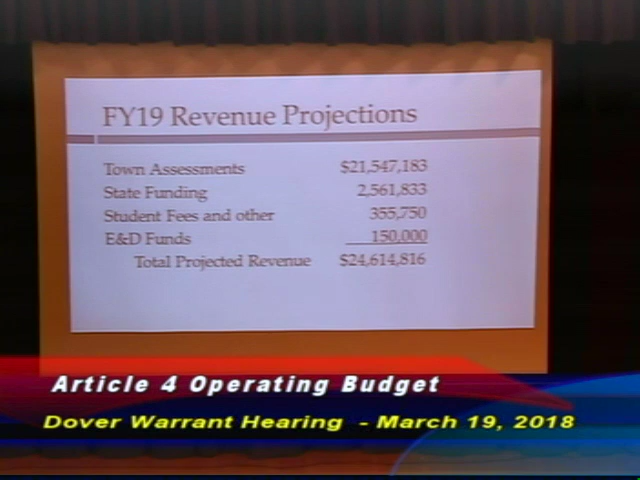 FY19 Revenue Projections
Town Assessments $21,547,183
State Funding 2,561,833
Student Fees and other 355,750
E&D Funds 150,000
Total Projected Revenue $24,614,816
Article 4 Operating Budget
Dover Warrant Hearing - March 19, 2018